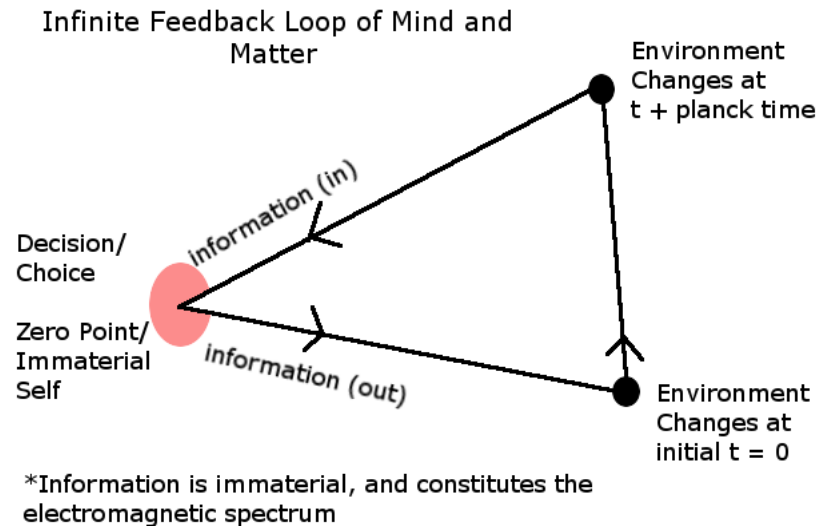 Infinite Feedback Loop of Mind and
Matter
Environment
Changes at
t + planck time
information (in)
Decision/
Choice
Zero Point/
Immaterial
Self
information (out)
Environment
Changes at
initial t = 0
*Information is immaterial, and constitutes the
electromagnetic spectrum